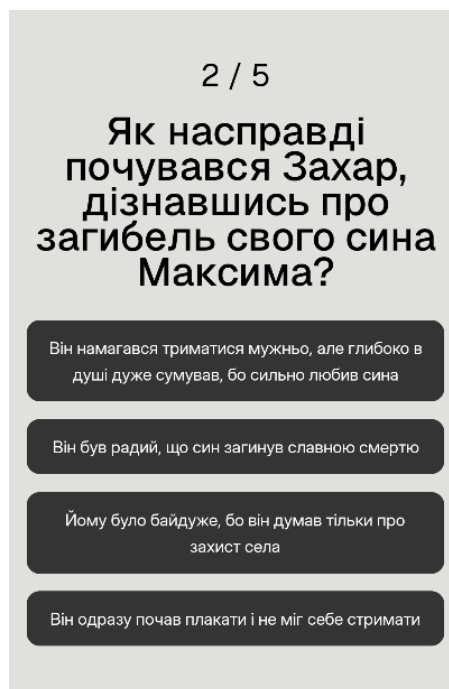 2 / 5
Як насправді
почувався Захар,
дізнавшись про
загибель свого сина
Максима?
Він намагався триматися мужньо, але глибоко в
душі дуже сумував, бо сильно любив сина
Він був радий, що син загинув славною смертю
Йому було байдуже, бо він думав тільки про
захист села
Він одразу почав плакати і не міг себе стримати